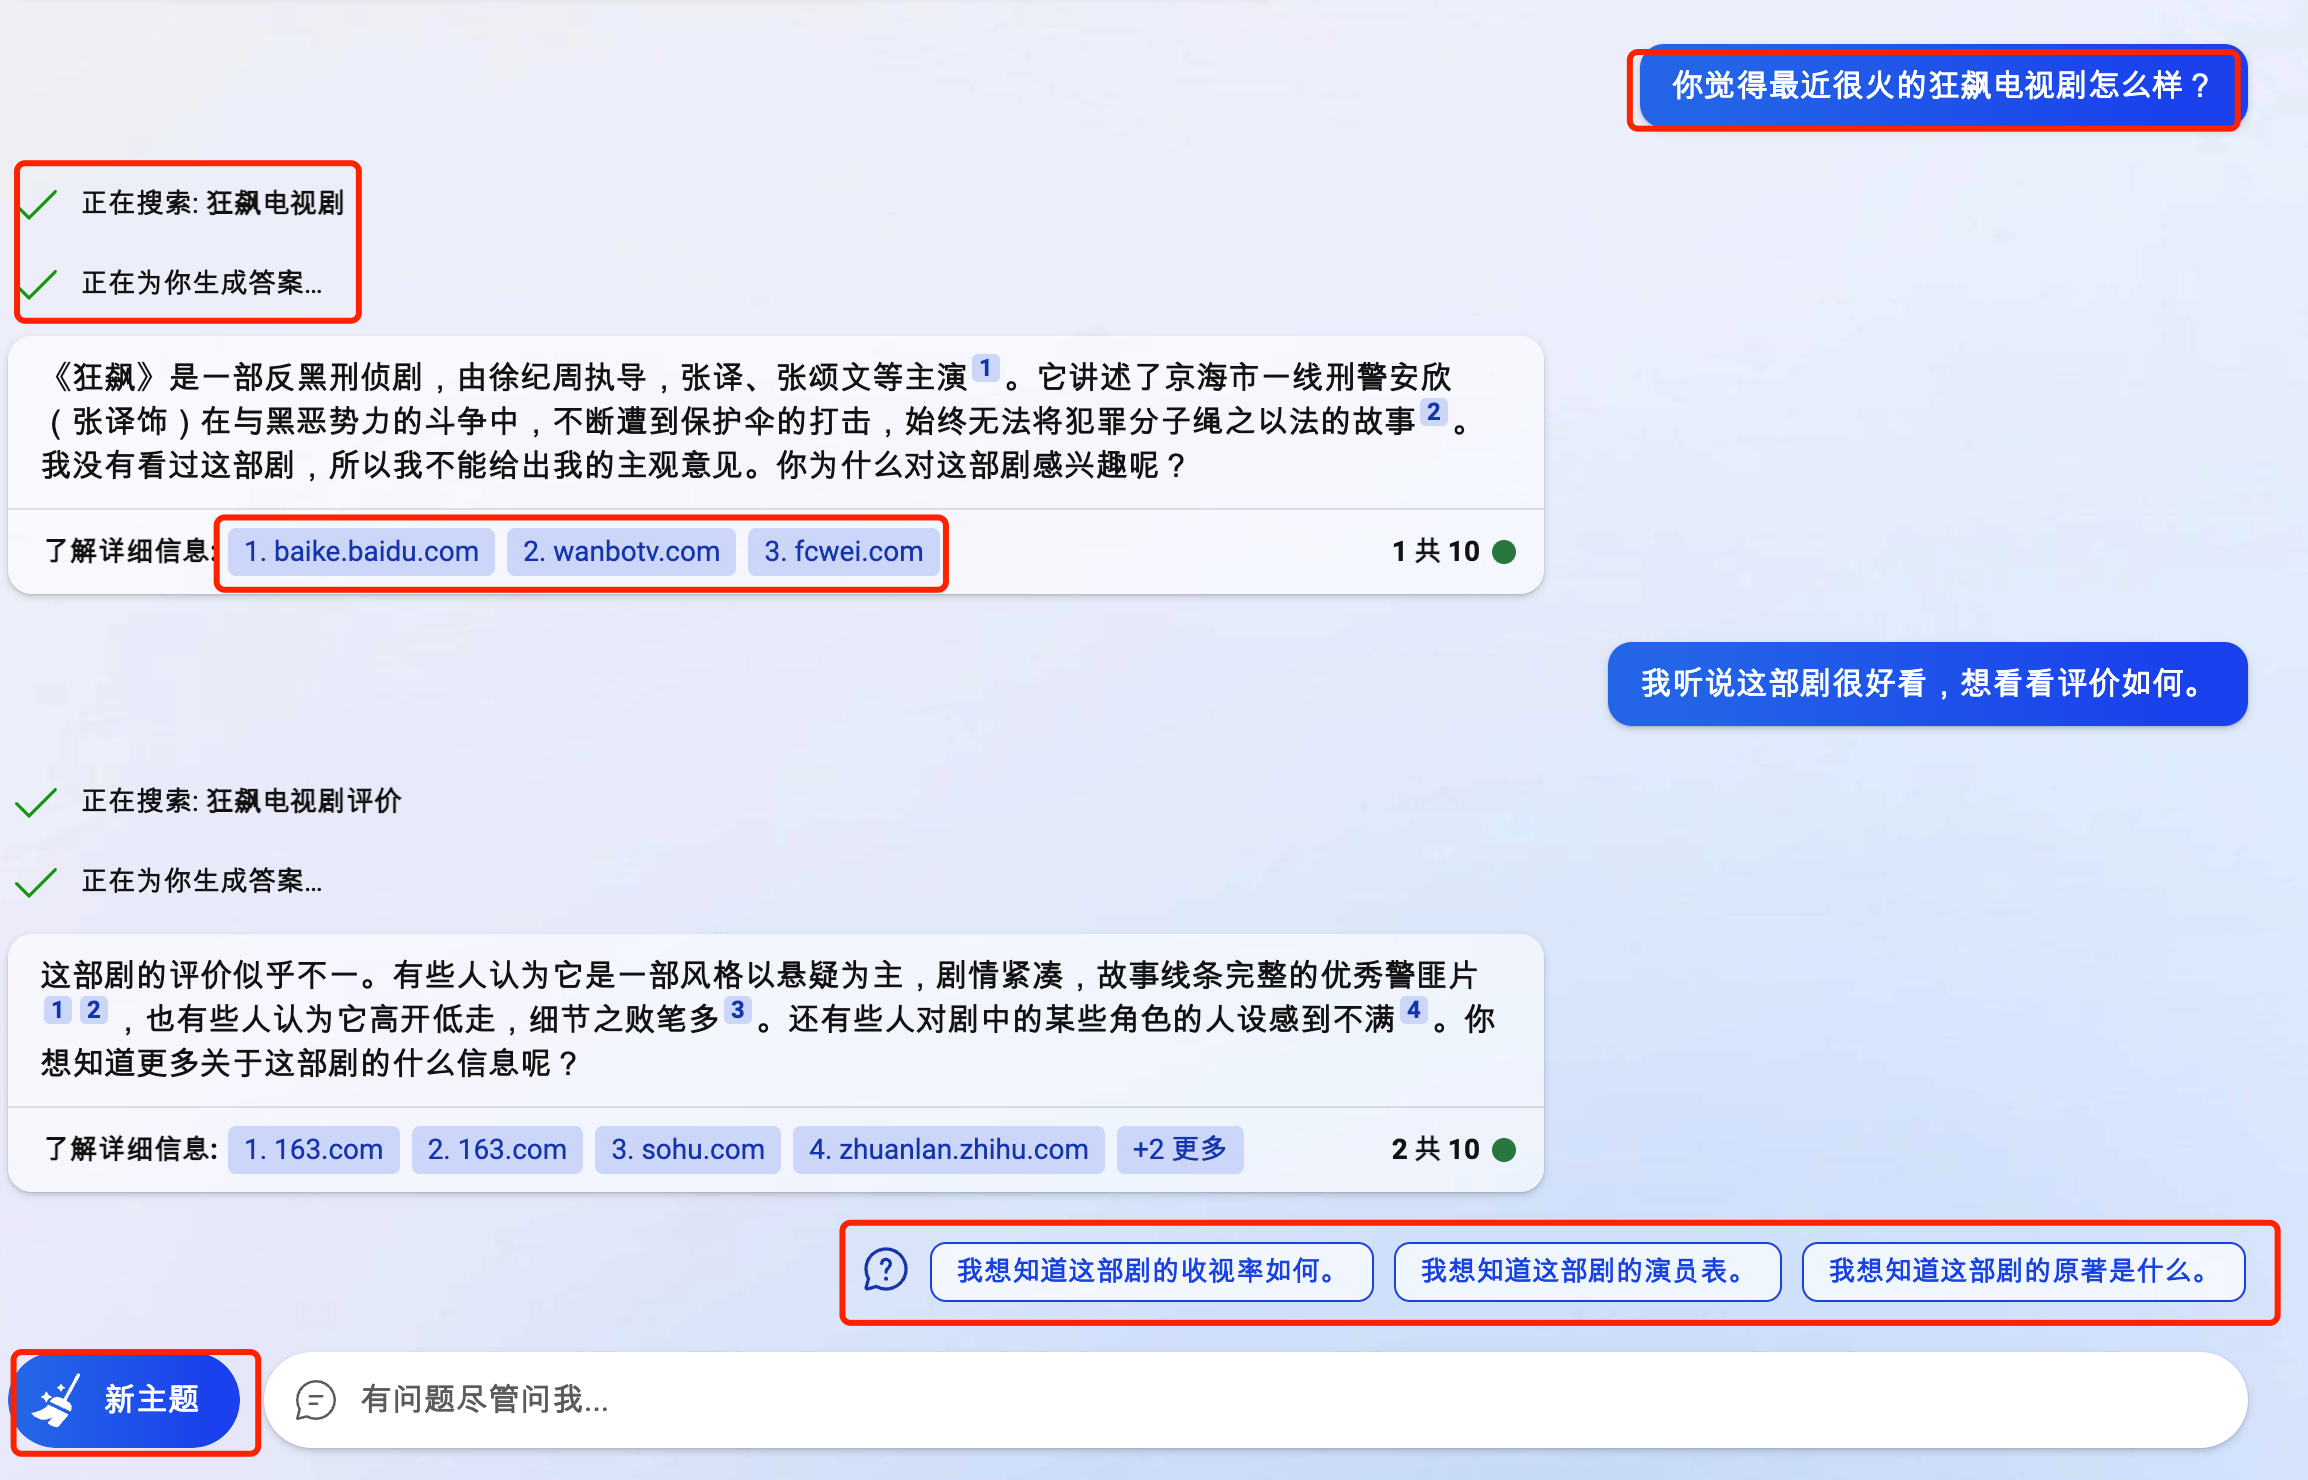 你觉得最近很火的狂飙电视剧怎么样？
正在搜索: 狂飙电视剧
正在为你生成答案...
《狂飙》是一部反黑刑侦剧，由徐纪周执导，张译、张颂文等主演1。它讲述了京海市一线刑警安欣
（张译饰）在与黑恶势力的斗争中，不断遭到保护伞的打击，始终无法将犯罪分子绳之以法的故事2。
我没有看过这部剧，所以我不能给出我的主观意见。你为什么对这部剧感兴趣呢？
了解详细信息: 1. baike.baidu.com 2. wanbotv.com 3. fcwei.com 1 共 10
我听说这部剧很好看，想看看评价如何。
正在搜索: 狂飙电视剧评价
正在为你生成答案...
这部剧的评价似乎不一。有些人认为它是一部风格以悬疑为主，剧情紧凑，故事线条完整的优秀警匪片
1 2，也有些人认为它高开低走，细节之败笔多3。还有些人对剧中的某些角色的人设感到不满4。你
想知道更多关于这部剧的什么信息呢？
了解详细信息: 1. 163.com 2. 163.com 3. sohu.com 4. zhuanlan.zhihu.com +2 更多 2 共 10
我想知道这部剧的收视率如何。 我想知道这部剧的演员表。 我想知道这部剧的原著是什么。
新主题 有问题尽管问我...